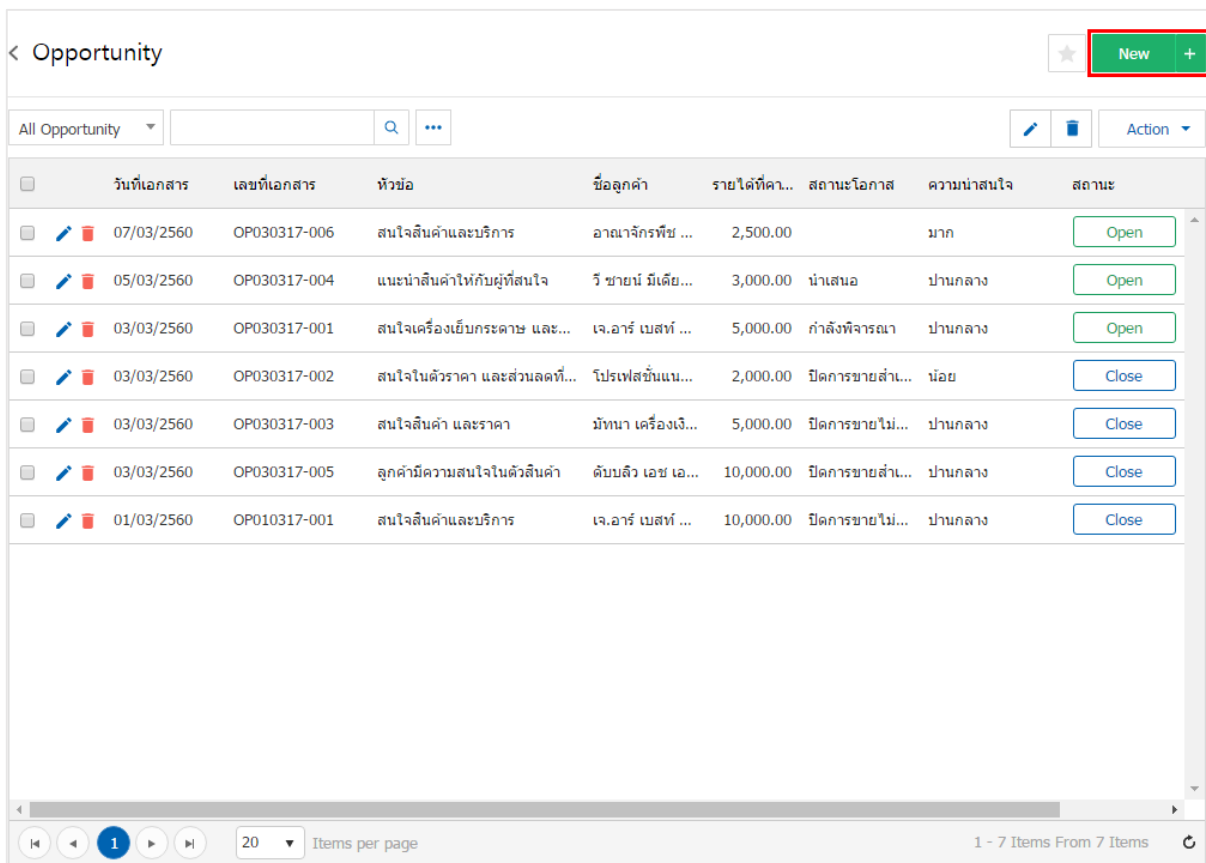 Opportunity
New +
All Opportunity
Action
วันที่เอกสาร เลขที่เอกสาร หัวข้อ ชื่อลูกค้า รายได้ที่คา... สถานะโอกาส ความน่าสนใจ สถานะ
07/03/2560 OP030317-006 สนใจสินค้าและบริการ อาณาจักรพืช ... 2,500.00 มาก Open
05/03/2560 OP030317-004 แนะนำสินค้าให้กับผู้ที่สนใจ วี ซายน์ มีเดีย... 3,000.00 นำเสนอ ปานกลาง Open
03/03/2560 OP030317-001 สนใจเครื่องเย็บกระดาษ และ... เจ.อาร์ เบสท์ ... 5,000.00 กำลังพิจารณา ปานกลาง Open
03/03/2560 OP030317-002 สนใจในตัวราคา และส่วนลดที่... โปรเฟสชั่นแน... 2,000.00 ปิดการขายสำเ... น้อย Close
03/03/2560 OP030317-003 สนใจสินค้า และราคา มัทนา เครื่องเงิ... 5,000.00 ปิดการขายไม่... ปานกลาง Close
03/03/2560 OP030317-005 ลูกค้ามีความสนใจในตัวสินค้า ดับบลิว เอช เอ... 10,000.00 ปิดการขายสำเ... ปานกลาง Close
01/03/2560 OP010317-001 สนใจสินค้าและบริการ เจ.อาร์ เบสท์ ... 10,000.00 ปิดการขายไม่... ปานกลาง Close
1 20 Items per page 1 - 7 Items From 7 Items